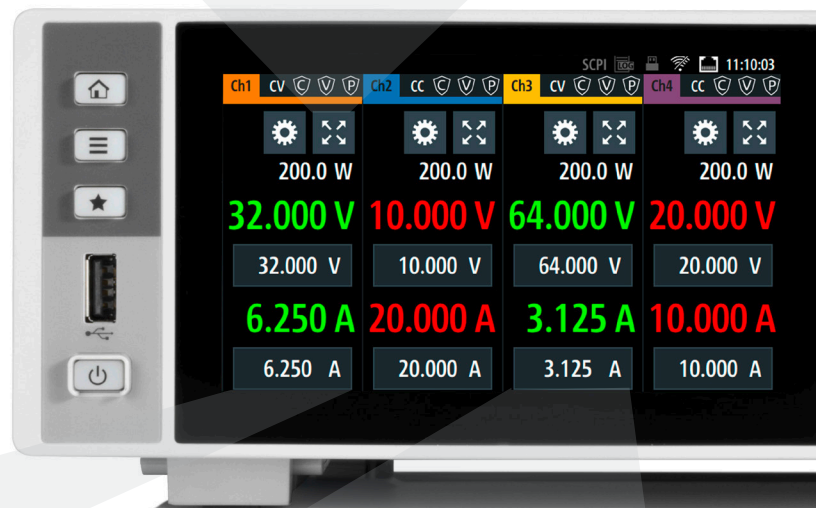 SCPI LOG 11:10:03
Ch1 CV C V P Ch2 CC C V P Ch3 CV C V P Ch4 CC C V P
200.0 W 200.0 W 200.0 W 200.0 W
32.000 V 10.000 V 64.000 V 20.000 V
32.000 V 10.000 V 64.000 V 20.000 V
6.250 A 20.000 A 3.125 A 10.000 A
6.250 A 20.000 A 3.125 A 10.000 A